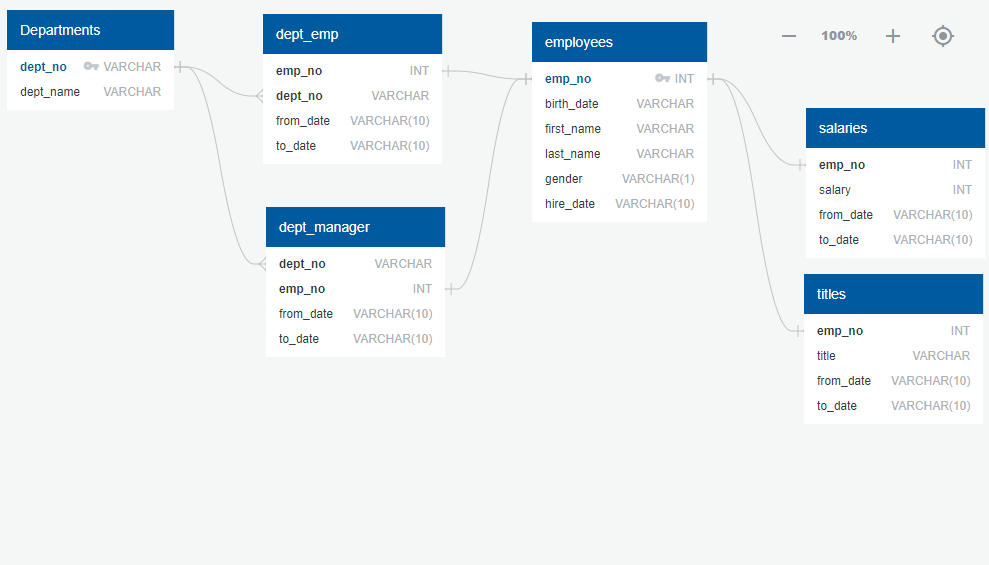 Departments
dept_no VARCHAR
dept_name VARCHAR
dept_emp
emp_no INT
dept_no VARCHAR
from_date VARCHAR(10)
to_date VARCHAR(10)
dept_manager
dept_no VARCHAR
emp_no INT
from_date VARCHAR(10)
to_date VARCHAR(10)
employees
emp_no INT
birth_date VARCHAR
first_name VARCHAR
last_name VARCHAR
gender VARCHAR(1)
hire_date VARCHAR(10)
100%
salaries
emp_no INT
salary INT
from_date VARCHAR(10)
to_date VARCHAR(10)
titles
emp_no INT
title VARCHAR
from_date VARCHAR(10)
to_date VARCHAR(10)